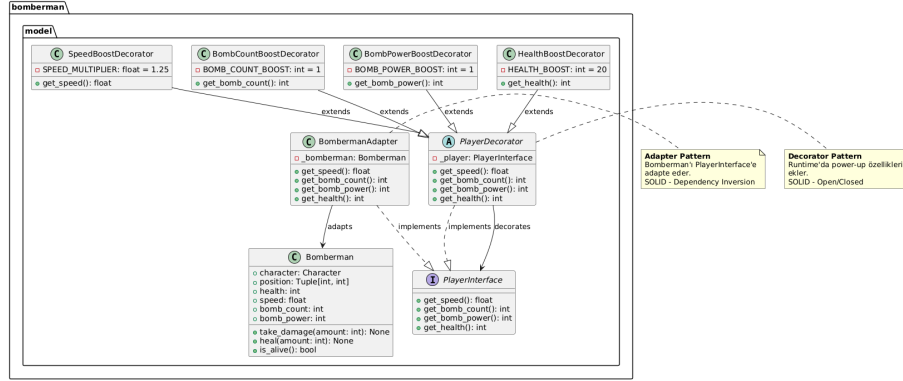 bomberman
model
C SpeedBoostDecorator
SPEED_MULTIPLIER: float = 1.25
get_speed(): float
C BombCountBoostDecorator
BOMB_COUNT_BOOST: int = 1
get_bomb_count(): int
C BombPowerBoostDecorator
BOMB_POWER_BOOST: int = 1
get_bomb_power(): int
C HealthBoostDecorator
HEALTH_BOOST: int = 20
get_health(): int
extends
extends
extends
extends
C BombermanAdapter
_bomberman: Bomberman
get_speed(): float
get_bomb_count(): int
get_bomb_power(): int
get_health(): int
A PlayerDecorator
_player: PlayerInterface
get_speed(): float
get_bomb_count(): int
get_bomb_power(): int
get_health(): int
Adapter Pattern
Bomberman'ı PlayerInterface'e
adapte eder.
SOLID - Dependency Inversion
Decorator Pattern
Runtime'da power-up özellikleri
ekler.
SOLID - Open/Closed
adapts
implements
implements
decorates
C Bomberman
character: Character
position: Tuple[int, int]
health: int
speed: float
bomb_count: int
bomb_power: int
take_damage(amount: int): None
heal(amount: int): None
is_alive(): bool
I PlayerInterface
get_speed(): float
get_bomb_count(): int
get_bomb_power(): int
get_health(): int